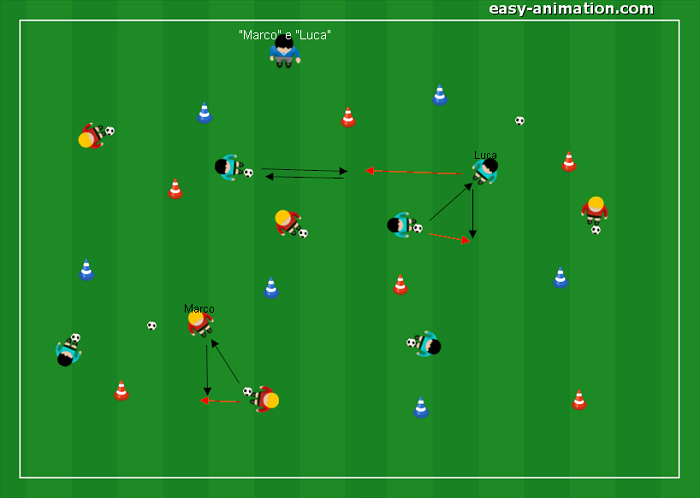 easy-animation.com
"Marco" e "Luca"
Luca
Marco